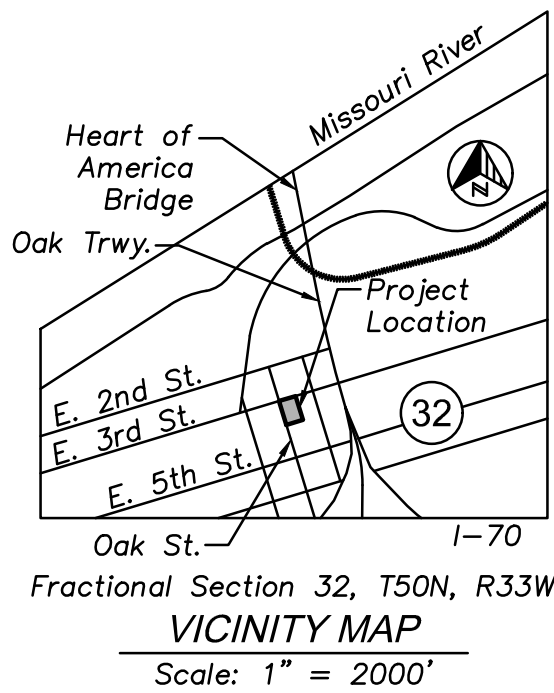 Missouri River
Heart of
America
Bridge
N
Oak Trwy.
Project
Location
E. 2nd St.
E. 3rd St.
32
E. 5th St.
Oak St.
I-70
Fractional Section 32, T50N, R33W
VICINITY MAP
Scale: 1" = 2000'